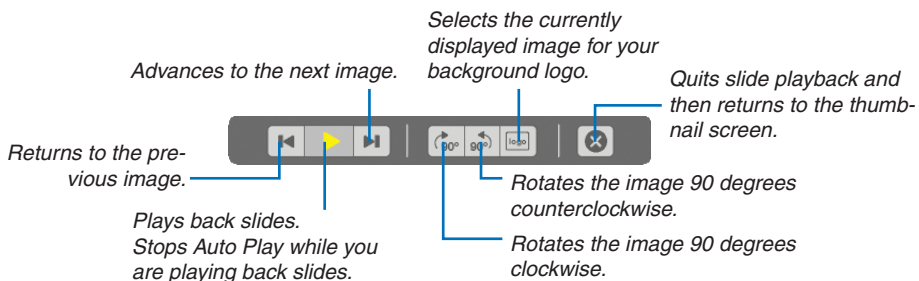 Selects the currently
displayed image for your
background logo.
Advances to the next image.
Quits slide playback and
then returns to the thumb-
nail screen.
90° 90° logo
Returns to the pre-
vious image.
Plays back slides.
Stops Auto Play while you
are playing back slides.
Rotates the image 90 degrees
counterclockwise.
Rotates the image 90 degrees
clockwise.